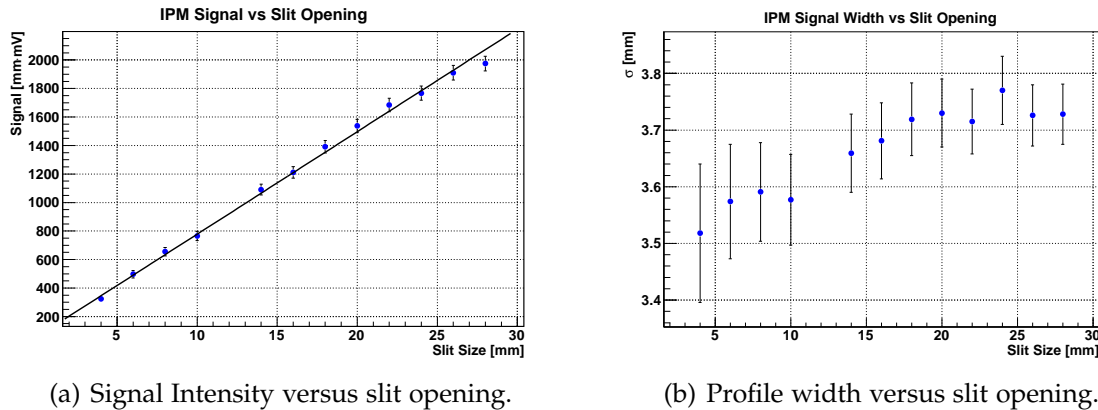 IPM Signal vs Slit Opening
Signal [mm·mV]
2000
1800
1600
1400
1200
1000
800
600
400
200
5 10 15 20 25 30
Slit Size [mm]
(a) Signal Intensity versus slit opening.
IPM Signal Width vs Slit Opening
σ [mm]
3.8
3.7
3.6
3.5
3.4
5 10 15 20 25 30
Slit Size [mm]
(b) Profile width versus slit opening.